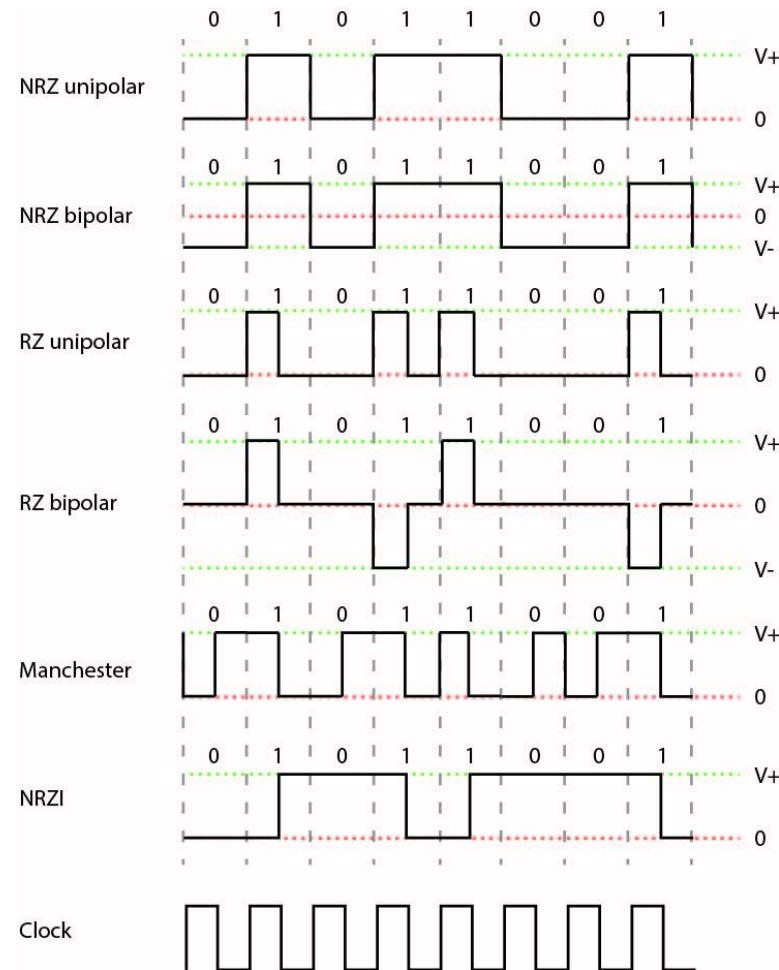 0 1 0 1 1 0 0 1
V+
NRZ unipolar
0
0 1 0 1 1 0 0 1
V+
NRZ bipolar
0
V-
0 1 0 1 1 0 0 1
V+
RZ unipolar
0
0 1 0 1 1 0 0 1
V+
RZ bipolar
0
V-
0 1 0 1 1 0 0 1
V+
Manchester
0
0 1 0 1 1 0 0 1
V+
NRZI
0
Clock